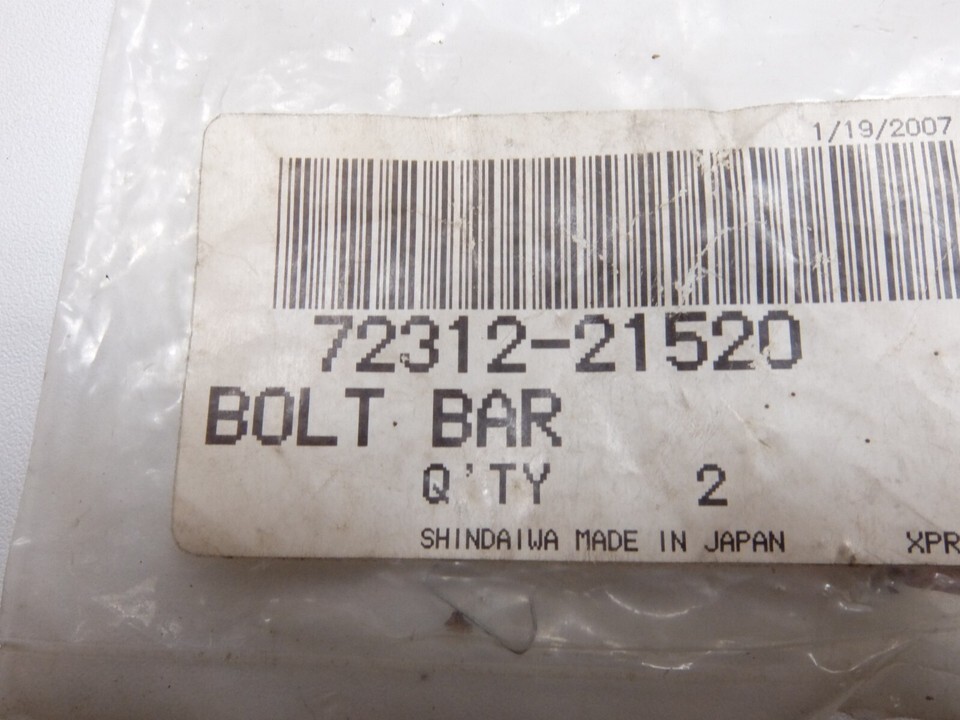 1/19/2007
72312-21520
BOLT BAR
Q'TY 2
SHINDAIWA MADE IN JAPAN XPR